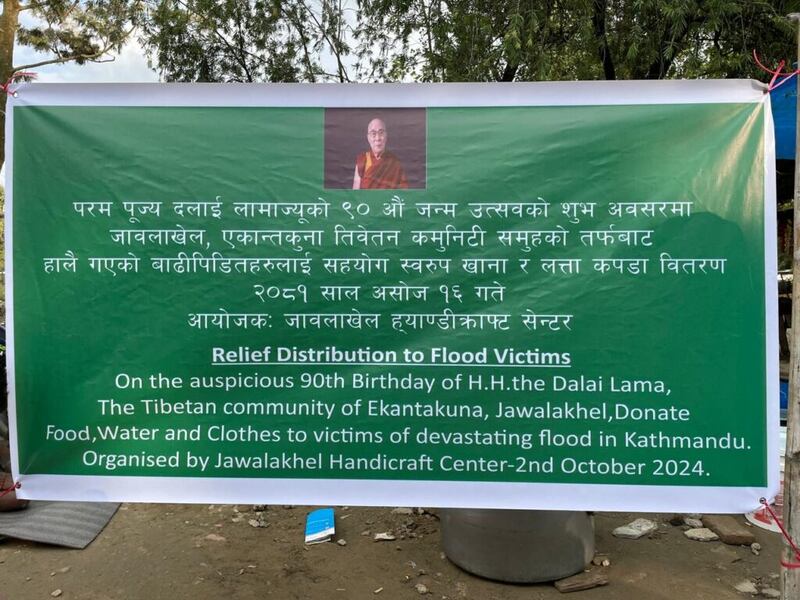 परम पूज्य दलाई लामाज्यूको ९० औं जन्म उत्सवको शुभ अवसरमा
जावलाखेल, एकान्तकुना तिवेतन कमुनिटी समुहको तर्फबाट
हालै गएको बाढीपिडितहरुलाई सहयोग स्वरुप खाना र लत्ता कपडा वितरण
२०८१ साल असोज १६ गते
आयोजकः जावलाखेल ह्याण्डीक्राफ्ट सेन्टर
Relief Distribution to Flood Victims
On the auspicious 90th Birthday of H.H.the Dalai Lama,
The Tibetan community of Ekantakuna, Jawalakhel,Donate
Food,Water and Clothes to victims of devastating flood in Kathmandu.
Organised by Jawalakhel Handicraft Center-2nd October 2024.